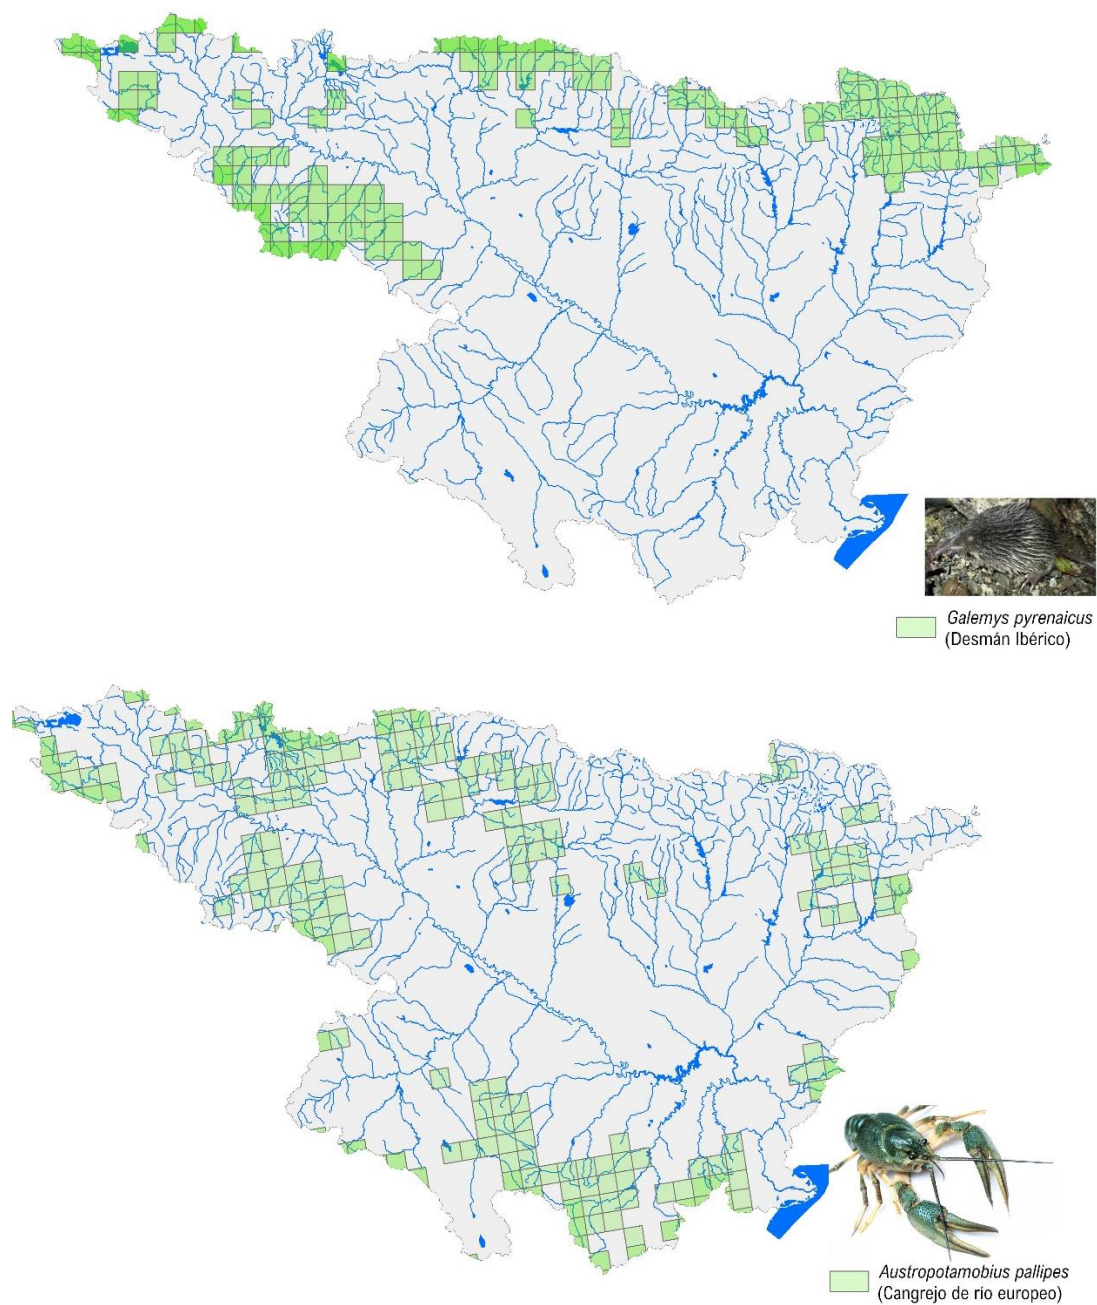 Galemys pyrenaicus
(Desmán Ibérico)
Austropotamobius pallipes
(Cangrejo de río europeo)